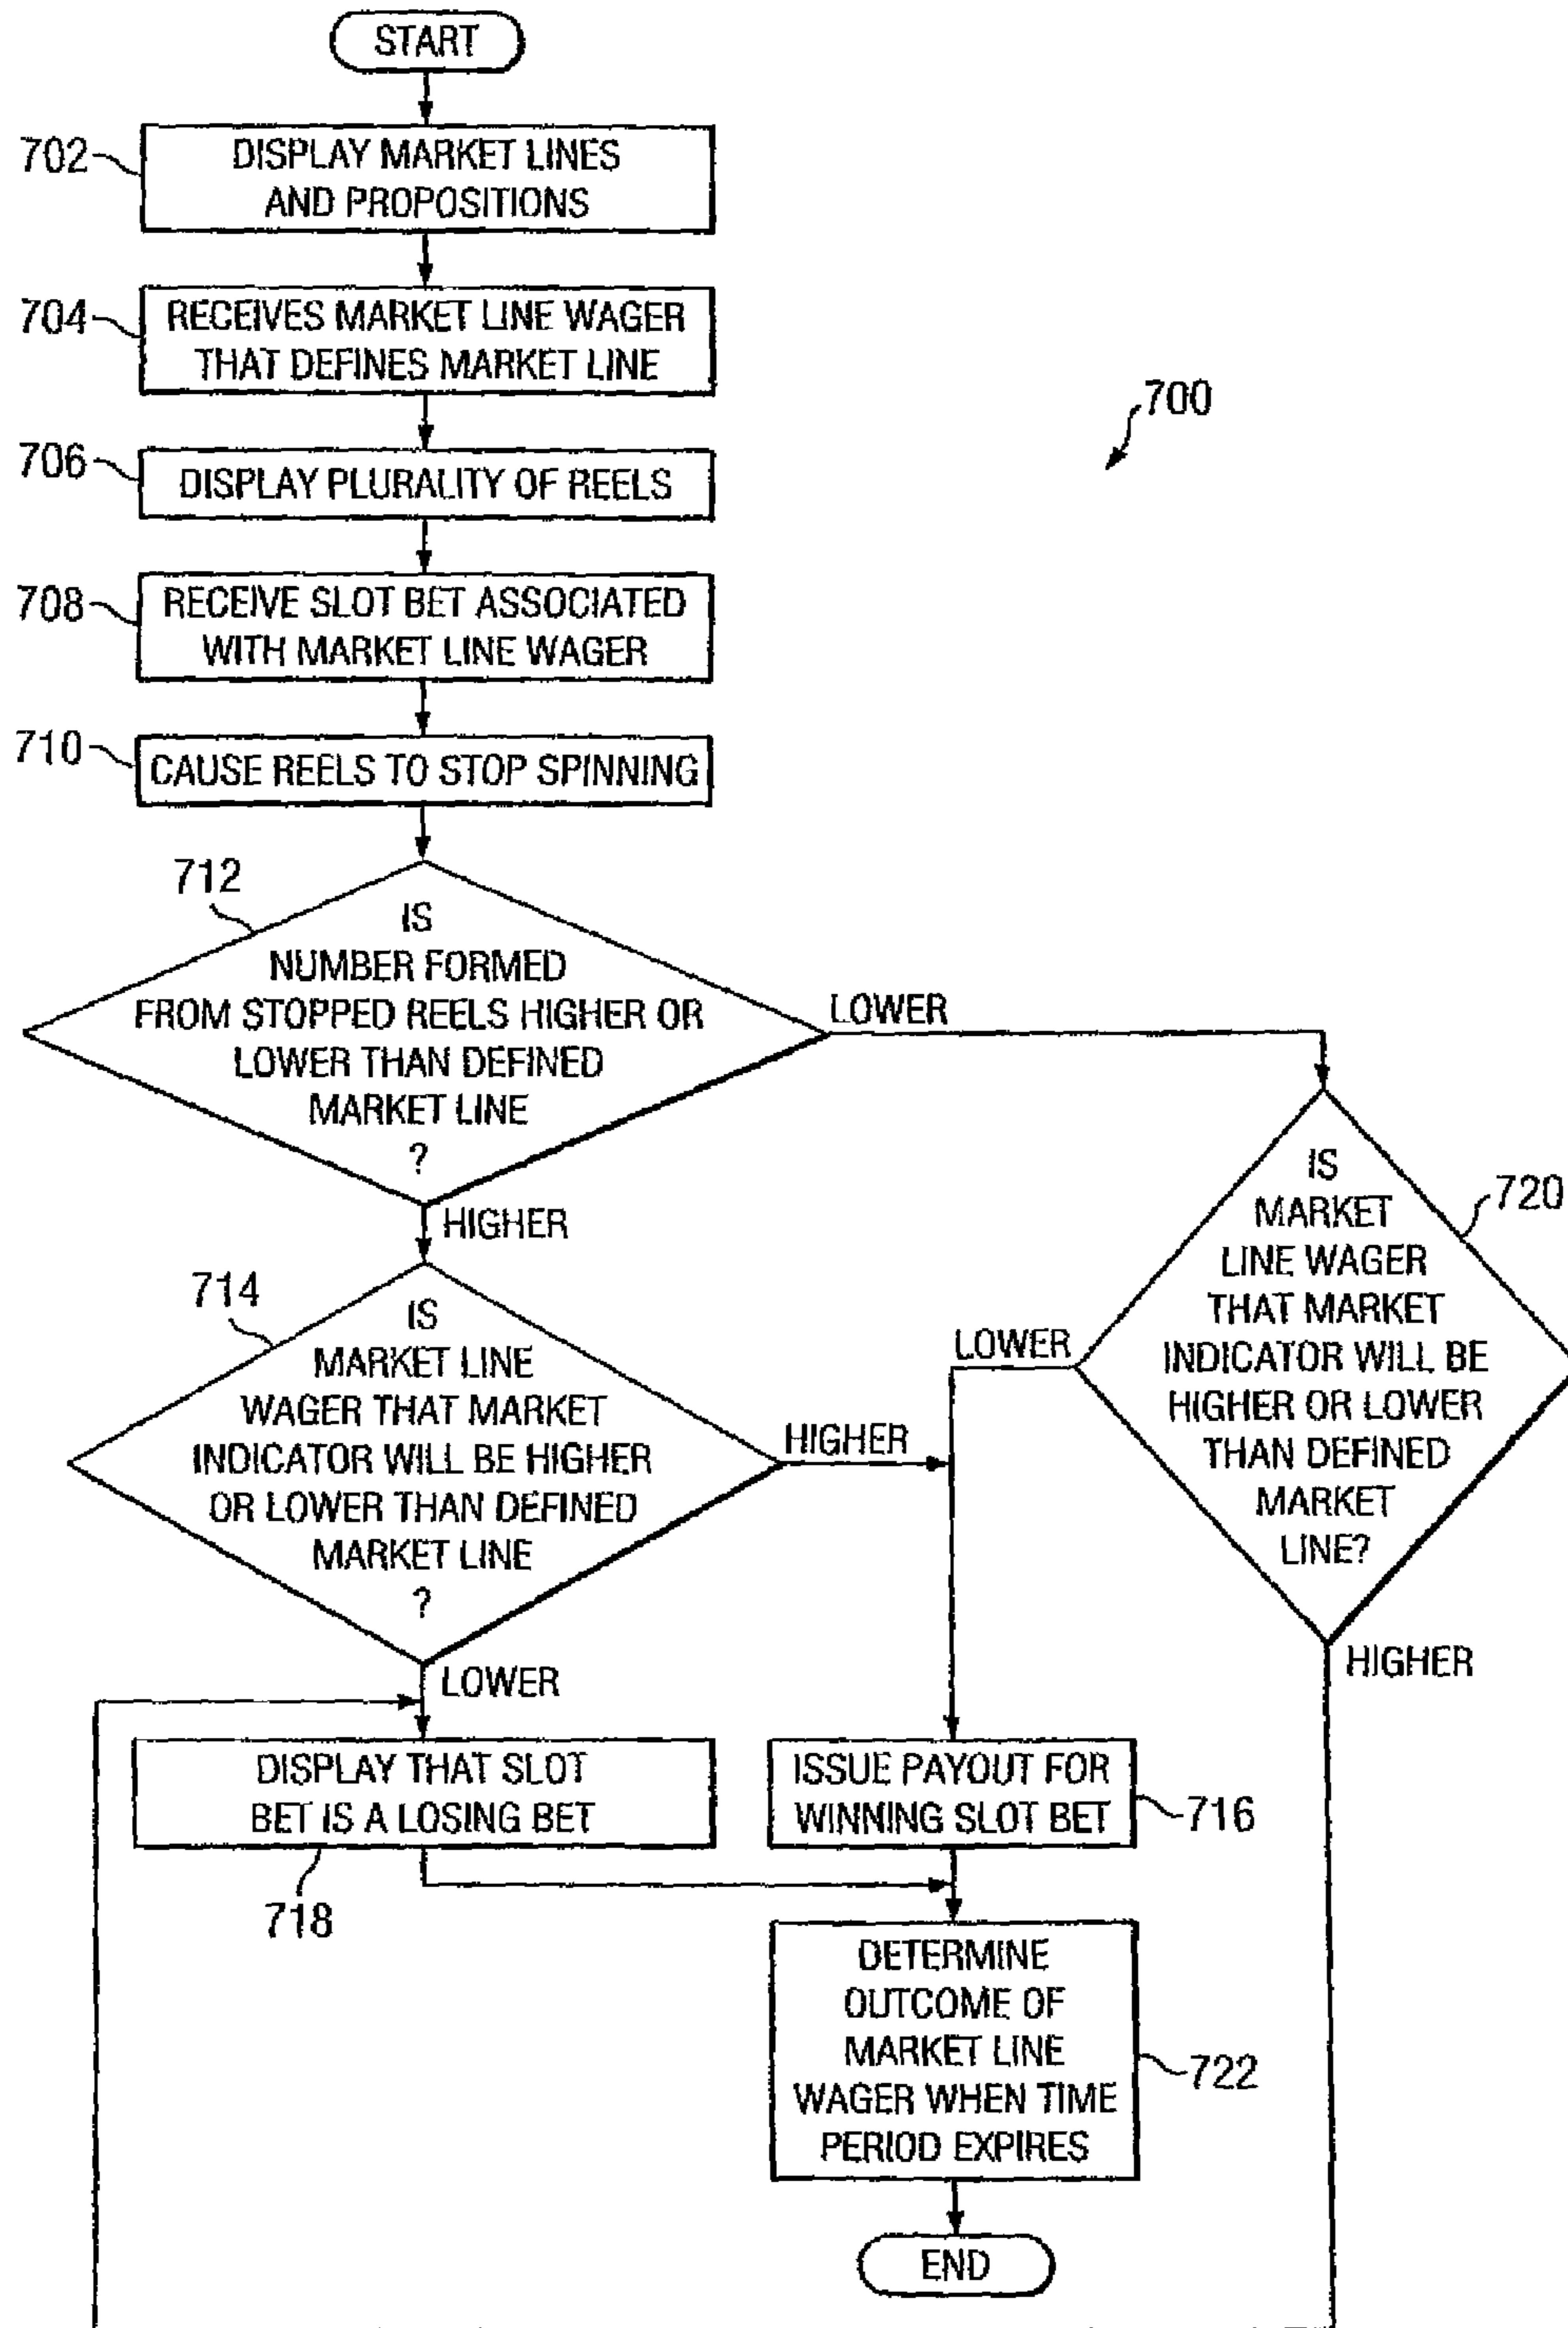 START
702
DISPLAY MARKET LINES
AND PROPOSITIONS
704
RECEIVES MARKET LINE WAGER
THAT DEFINES MARKET LINE
700
706
DISPLAY PLURALITY OF REELS
708
RECEIVE SLOT BET ASSOCIATED
WITH MARKET LINE WAGER
710
CAUSE REELS TO STOP SPINNING
712
IS
NUMBER FORMED
FROM STOPPED REELS HIGHER OR
LOWER THAN DEFINED
MARKET LINE
?
LOWER
HIGHER
720
IS
MARKET
LINE WAGER
THAT MARKET
INDICATOR WILL BE
HIGHER OR LOWER
THAN DEFINED
MARKET
LINE?
LOWER
HIGHER
714
IS
MARKET LINE
WAGER THAT MARKET
INDICATOR WILL BE HIGHER
OR LOWER THAN DEFINED
MARKET LINE
?
HIGHER
LOWER
DISPLAY THAT SLOT
BET IS A LOSING BET
718
ISSUE PAYOUT FOR
WINNING SLOT BET
716
DETERMINE
OUTCOME OF
MARKET LINE
WAGER WHEN TIME
PERIOD EXPIRES
722
END